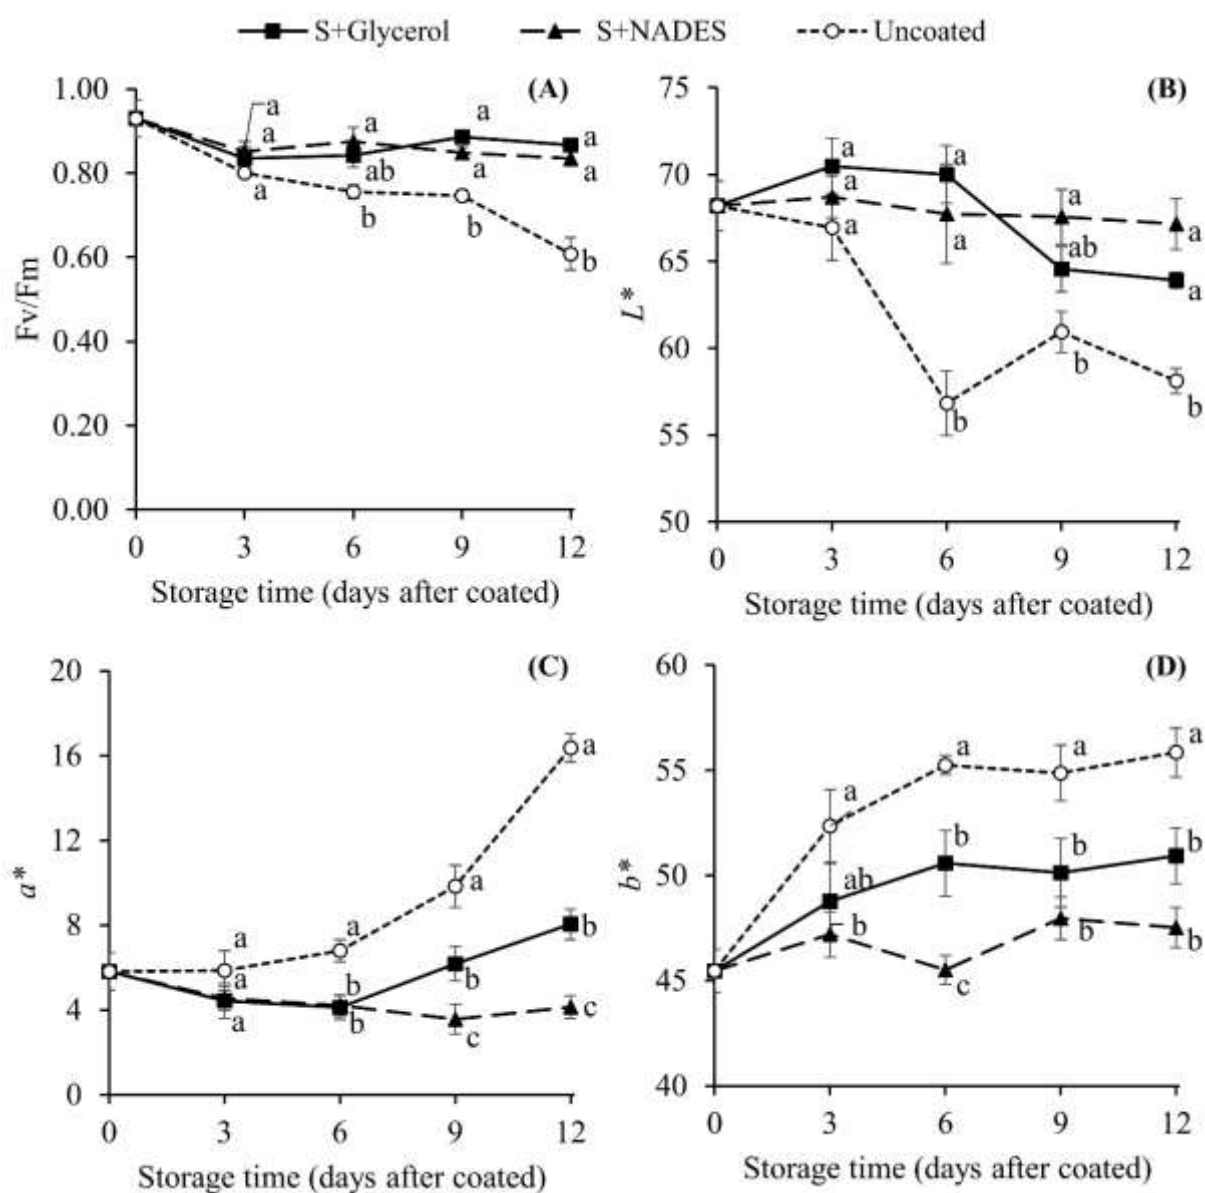 S+Glycerol S+NADES Uncoated
(A)
1.00
0.80
0.60
0.40
0.20
0.00
Fv/Fm
a
a
a
a
ab
b
a
a
b
a
a
b
0 3 6 9 12
Storage time (days after coated)
(B)
75
70
65
60
55
50
L*
a
a
a
a
a
b
a
ab
b
a
a
b
0 3 6 9 12
Storage time (days after coated)
(C)
20
16
12
8
4
0
a*
a
a
a
a
b
b
a
b
c
a
b
c
0 3 6 9 12
Storage time (days after coated)
(D)
60
55
50
45
40
b*
a
ab
b
a
b
c
a
b
b
a
b
b
0 3 6 9 12
Storage time (days after coated)